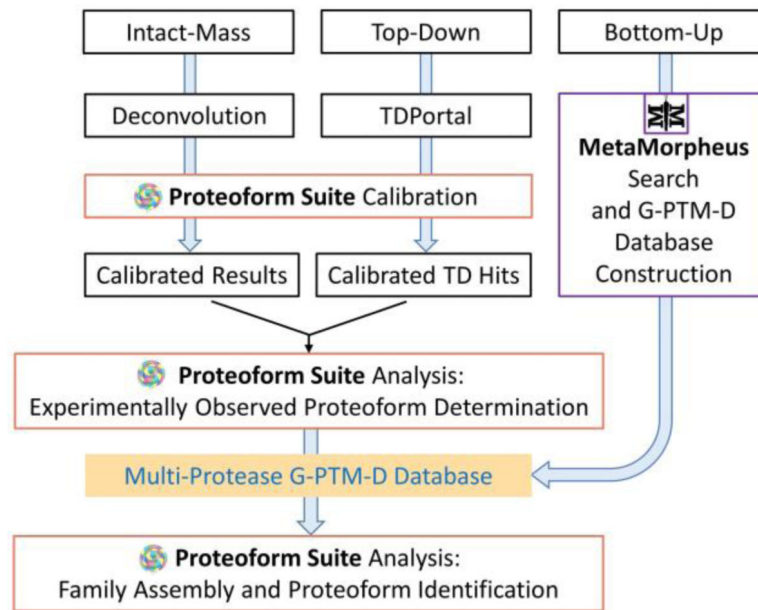 Intact-Mass
Top-Down
Bottom-Up
Deconvolution
TDPortal
MetaMorpheus
Search
and G-PTM-D
Database
Construction
Proteoform Suite Calibration
Calibrated Results
Calibrated TD Hits
Proteoform Suite Analysis:
Experimentally Observed Proteoform Determination
Multi-Protease G-PTM-D Database
Proteoform Suite Analysis:
Family Assembly and Proteoform Identification